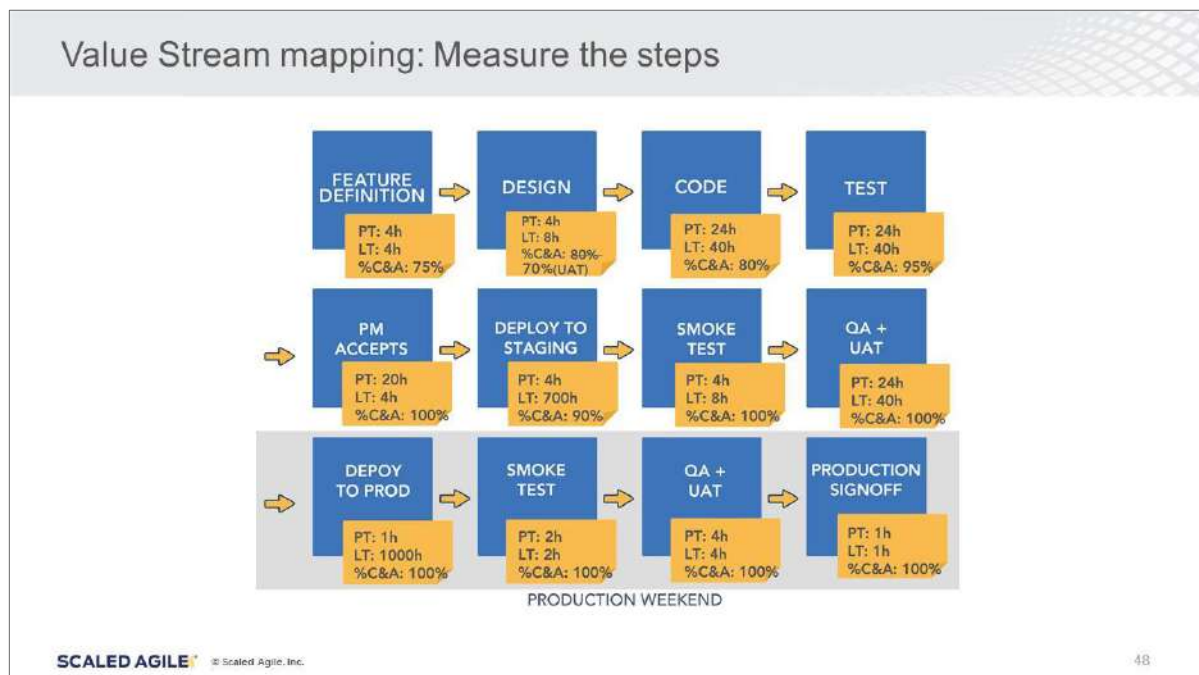 Value Stream mapping: Measure the steps
FEATURE
DEFINITION
PT: 4h
LT: 4h
%C&A: 75%
DESIGN
PT: 4h
LT: 8h
%C&A: 80%-
70%(UAT)
CODE
PT: 24h
LT: 40h
%C&A: 80%
TEST
PT: 24h
LT: 40h
%C&A: 95%
PM
ACCEPTS
PT: 20h
LT: 4h
%C&A: 100%
DEPLOY TO
STAGING
PT: 4h
LT: 700h
%C&A: 90%
SMOKE
TEST
PT: 4h
LT: 8h
%C&A: 100%
QA +
UAT
PT: 24h
LT: 40h
%C&A: 100%
DEPOY
TO PROD
PT: 1h
LT: 1000h
%C&A: 100%
SMOKE
TEST
PT: 2h
LT: 2h
%C&A: 100%
QA +
UAT
PT: 4h
LT: 4h
%C&A: 100%
PRODUCTION
SIGNOFF
PT: 1h
LT: 1h
%C&A: 100%
PRODUCTION WEEKEND
SCALED AGILE © Scaled Agile, Inc.
48